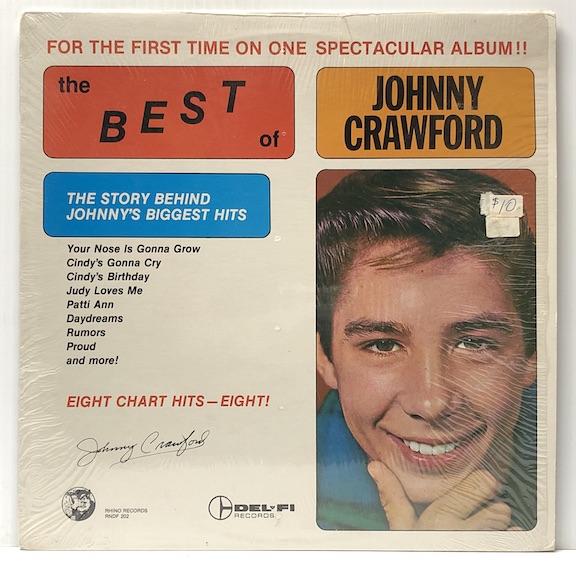 FOR THE FIRST TIME ON ONE SPECTACULAR ALBUM!!
the
BEST
of
JOHNNY
CRAWFORD
$10.
THE STORY BEHIND
JOHNNY'S BIGGEST HITS
Your Nose Is Gonna Grow
Cindy's Gonna Cry
Cindy's Birthday
Judy Loves Me
Patti Ann
Daydreams
Rumors
Proud
and more!
EIGHT CHART HITS—EIGHT!
Johnny Crawford
RHINO RECORDS
RNDF 202
DEL-FI
RECORDS